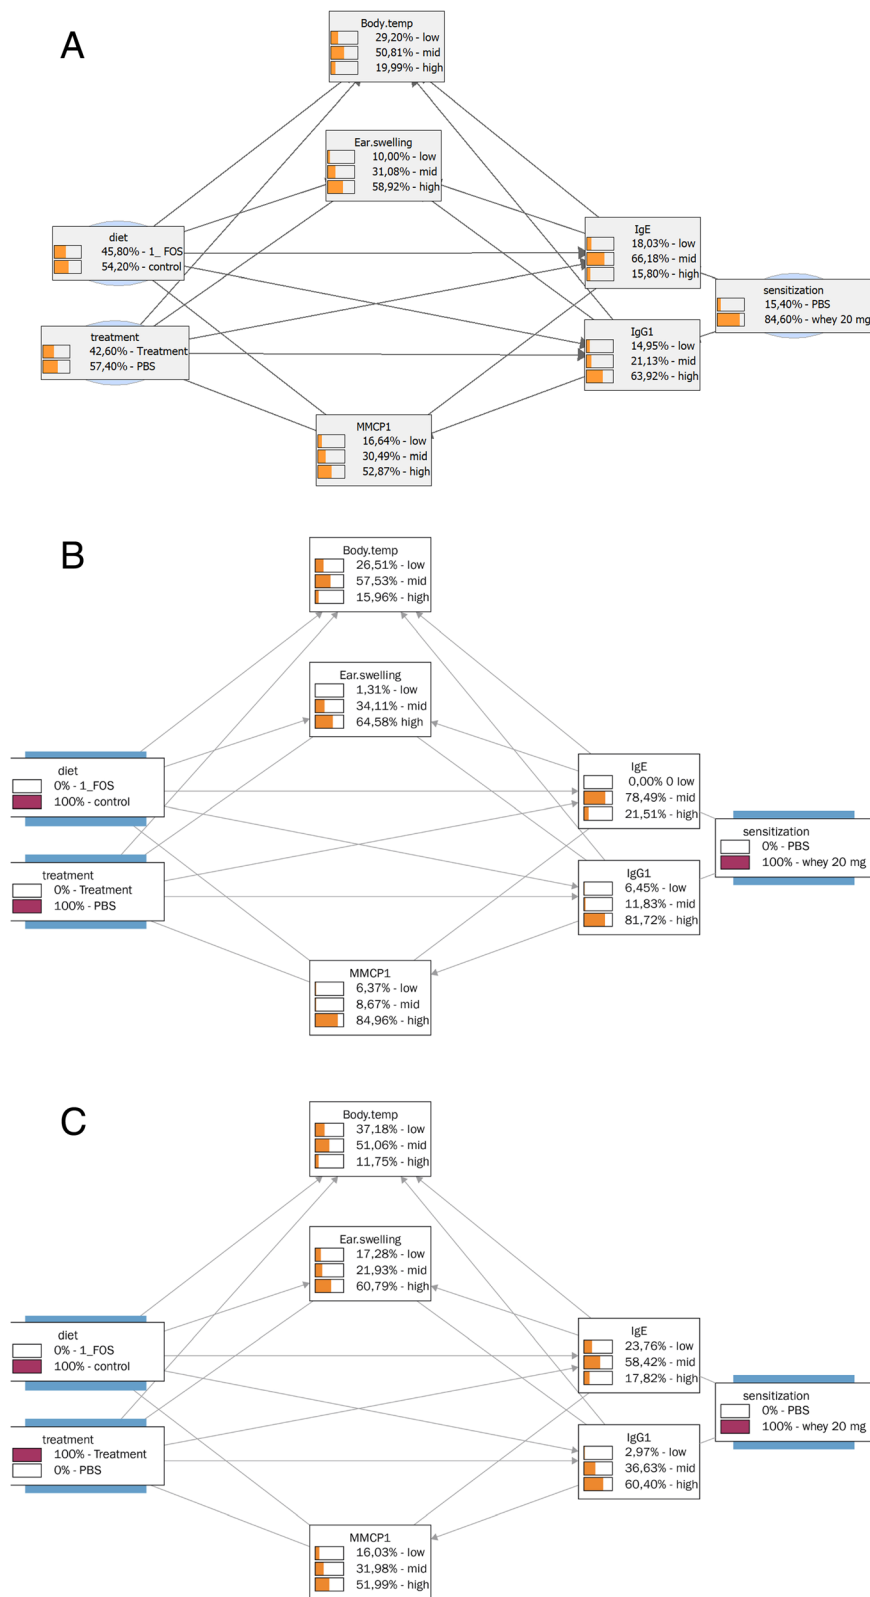 A
Body.temp
29,20% - low
50,81% - mid
19,99% - high
Ear.swelling
10,00% - low
31,08% - mid
58,92% - high
diet
45,80% - 1_ FOS
54,20% - control
IgE
18,03% - low
66,18% - mid
15,80% - high
sensitization
15,40% - PBS
84,60% - whey 20 mg
treatment
42,60% - Treatment
57,40% - PBS
IgG1
14,95% - low
21,13% - mid
63,92% - high
MMCP1
16,64% - low
30,49% - mid
52,87% - high
B
Body.temp
26,51% - low
57,53% - mid
15,96% - high
Ear.swelling
1,31% - low
34,11% - mid
64,58% high
diet
0% - 1_FOS
100% - control
IgE
0,00% 0 low
78,49% - mid
21,51% - high
sensitization
0% - PBS
100% - whey 20 mg
treatment
0% - Treatment
100% - PBS
IgG1
6,45% - low
11,83% - mid
81,72% - high
MMCP1
6,37% - low
8,67% - mid
84,96% - high
C
Body.temp
37,18% - low
51,06% - mid
11,75% - high
Ear.swelling
17,28% - low
21,93% - mid
60,79% - high
diet
0% - 1_FOS
100% - control
IgE
23,76% - low
58,42% - mid
17,82% - high
sensitization
0% - PBS
100% - whey 20 mg
treatment
100% - Treatment
0% - PBS
IgG1
2,97% - low
36,63% - mid
60,40% - high
MMCP1
16,03% - low
31,98% - mid
51,99% - high